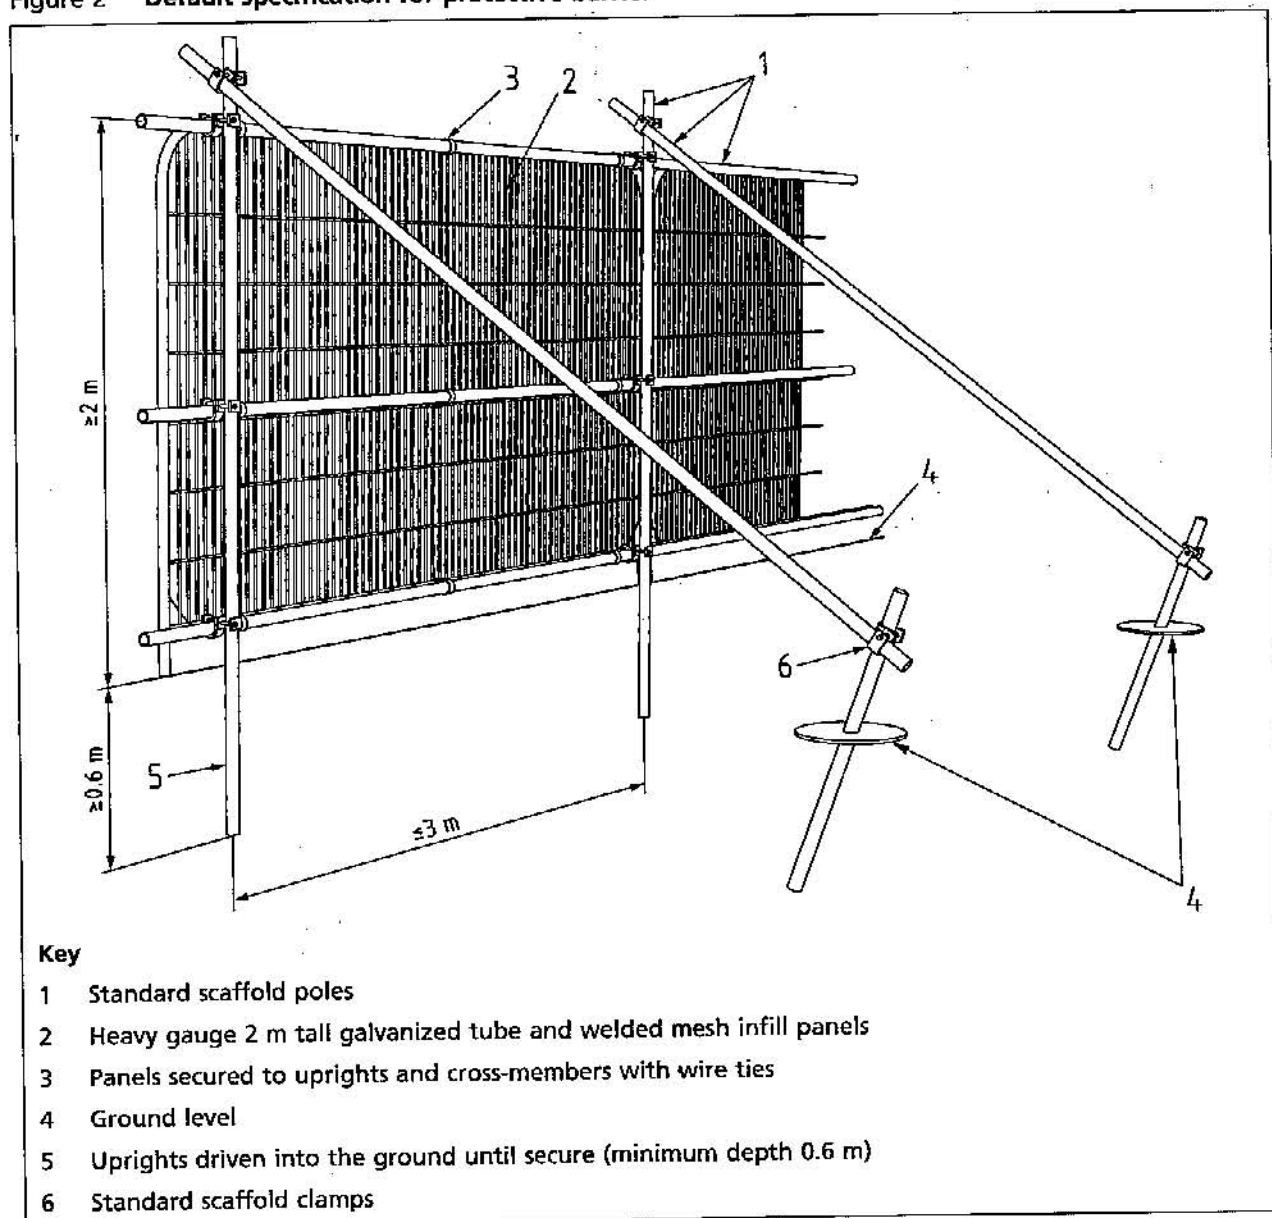 Figure 2 Default specification for protective barrier
3
2
1
≥2 m
4
6
5
≥0.6 m
≤3 m
4
Key
1 Standard scaffold poles
2 Heavy gauge 2 m tall galvanized tube and welded mesh infill panels
3 Panels secured to uprights and cross-members with wire ties
4 Ground level
5 Uprights driven into the ground until secure (minimum depth 0.6 m)
6 Standard scaffold clamps